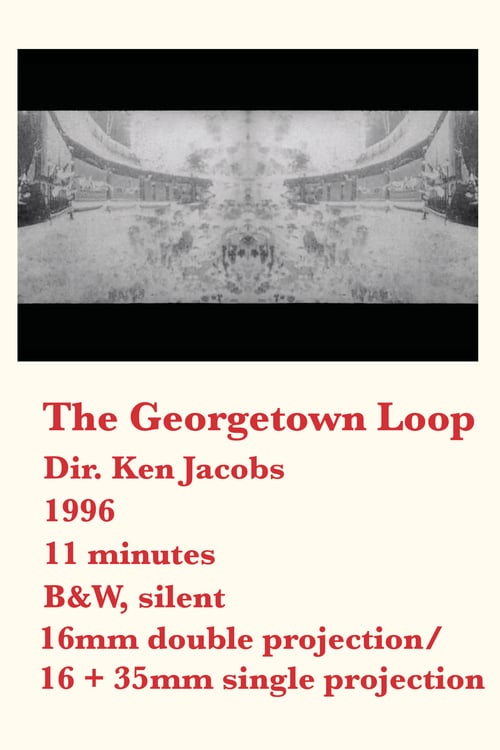 The Georgetown Loop
Dir. Ken Jacobs
1996
11 minutes
B&W, silent
16mm double projection/
16 + 35mm single projection